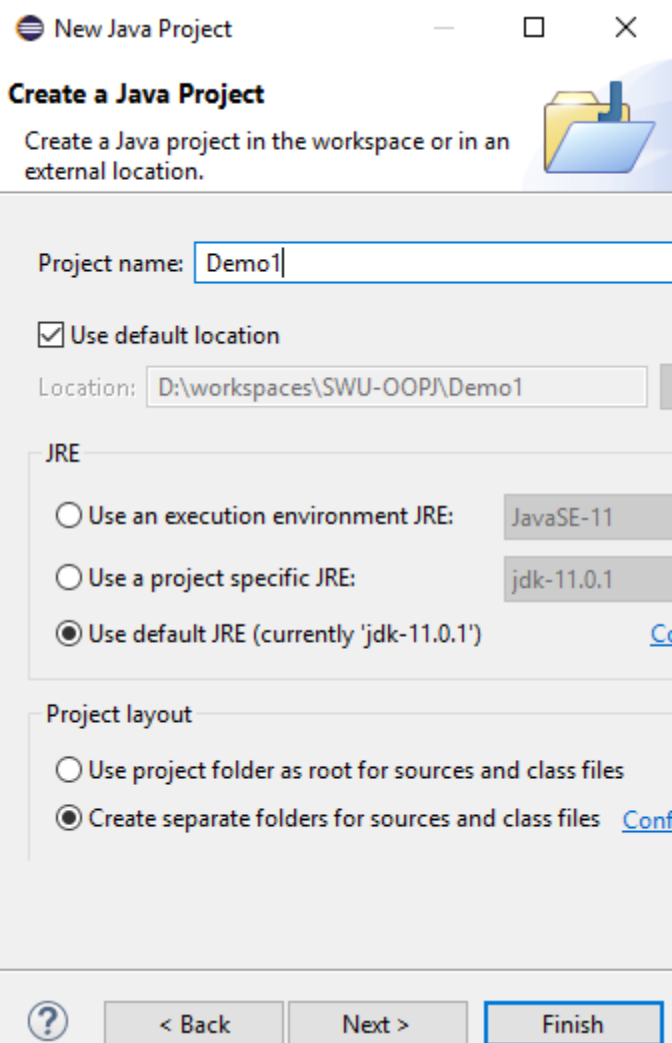 New Java Project
Create a Java Project
Create a Java project in the workspace or in an
external location.
Project name: Demo1
Use default location
Location: D:\workspaces\SWU-OOPJ\Demo1
JRE
Use an execution environment JRE: JavaSE-11
Use a project specific JRE: jdk-11.0.1
Use default JRE (currently 'jdk-11.0.1')
Project layout
Use project folder as root for sources and class files
Create separate folders for sources and class files
? < Back Next > Finish